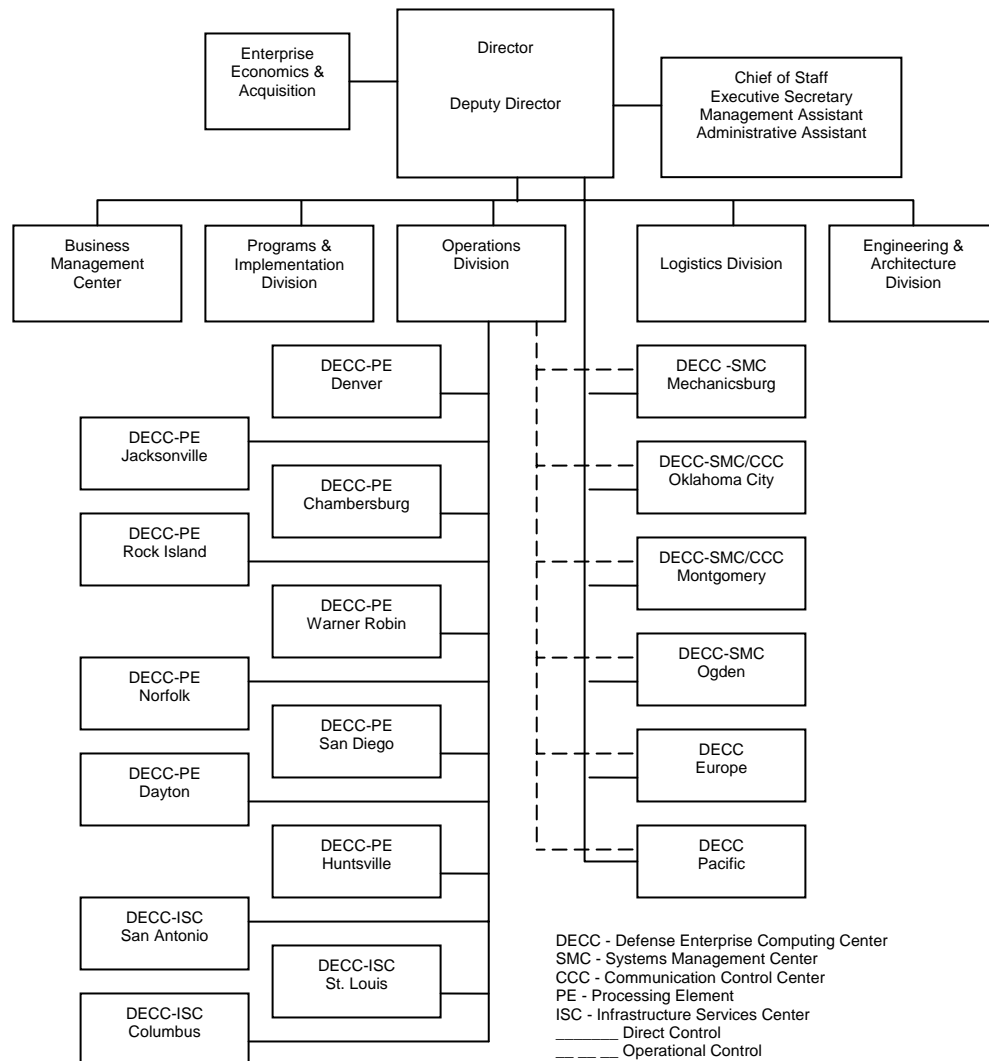 Enterprise
Economics &
Acquisition
Director
Deputy Director
Chief of Staff
Executive Secretary
Management Assistant
Administrative Assistant
Business
Management
Center
Programs &
Implementation
Division
Operations
Division
Logistics Division
Engineering &
Architecture
Division
DECC-PE
Denver
DECC-PE
Jacksonville
DECC-PE
Chambersburg
DECC-PE
Rock Island
DECC-PE
Warner Robin
DECC-PE
Norfolk
DECC-PE
San Diego
DECC-PE
Dayton
DECC-PE
Huntsville
DECC-ISC
San Antonio
DECC-ISC
St. Louis
DECC-ISC
Columbus
DECC -SMC
Mechanicsburg
DECC-SMC/CCC
Oklahoma City
DECC-SMC/CCC
Montgomery
DECC-SMC
Ogden
DECC
Europe
DECC
Pacific
DECC - Defense Enterprise Computing Center
SMC - Systems Management Center
CCC - Communication Control Center
PE - Processing Element
ISC - Infrastructure Services Center
_______ Direct Control
__ __ __ Operational Control